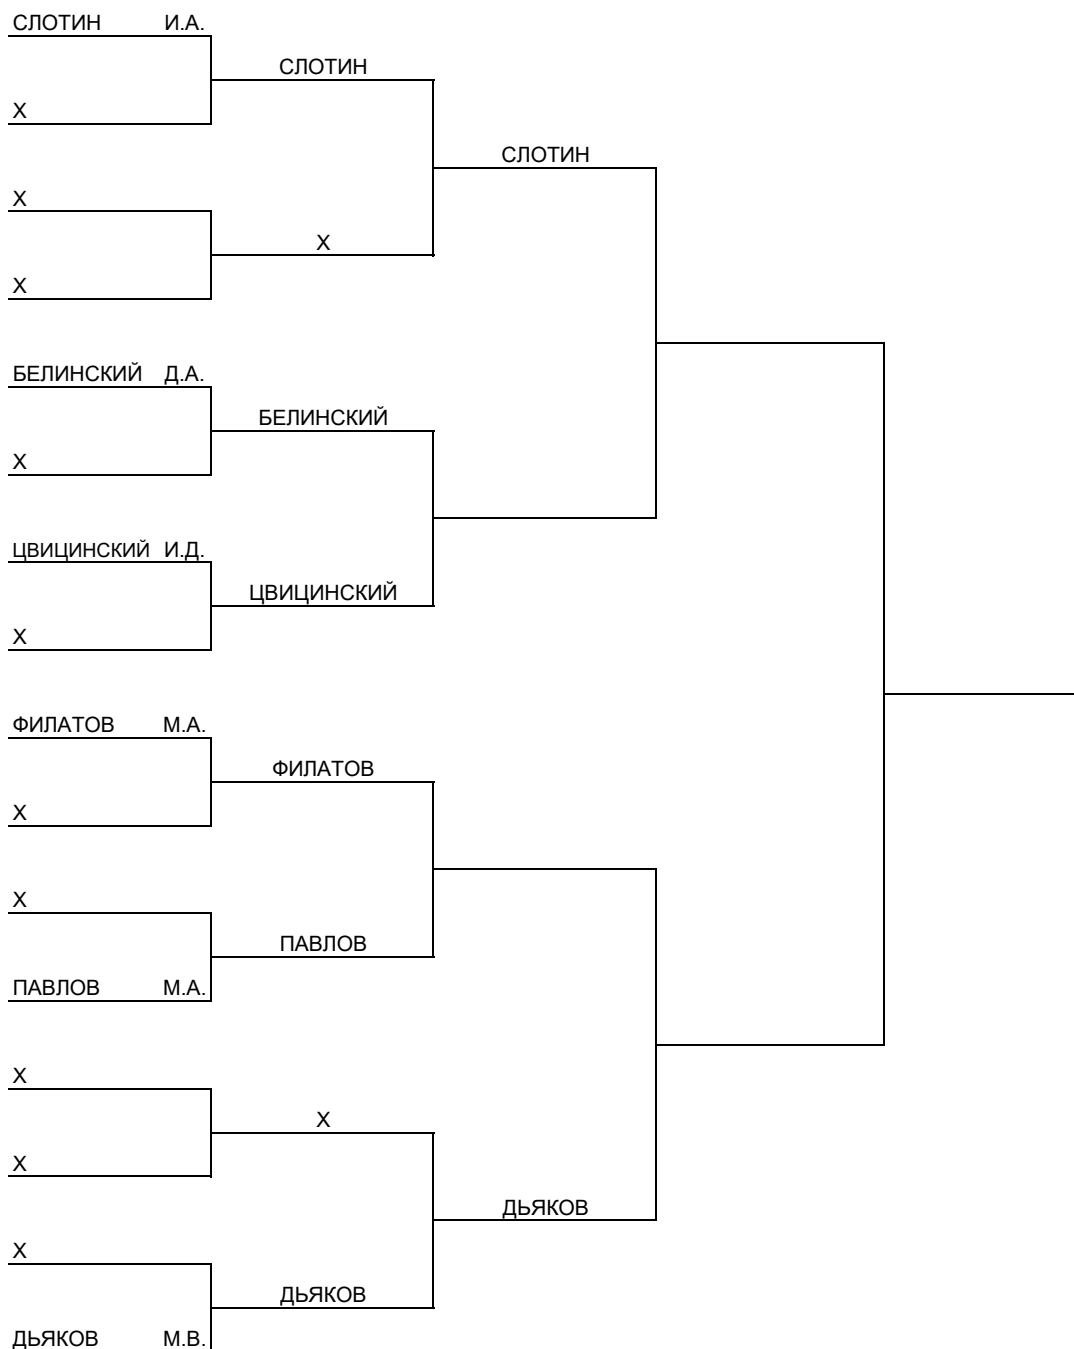 СЛОТИН И.А.
СЛОТИН
Х
СЛОТИН
Х
Х
Х
БЕЛИНСКИЙ Д.А.
БЕЛИНСКИЙ
Х
ЦВИЦИНСКИЙ И.Д.
ЦВИЦИНСКИЙ
Х
ФИЛАТОВ М.А.
ФИЛАТОВ
Х
Х
ПАВЛОВ
ПАВЛОВ М.А.
Х
Х
Х
ДЬЯКОВ
Х
ДЬЯКОВ
ДЬЯКОВ М.В.